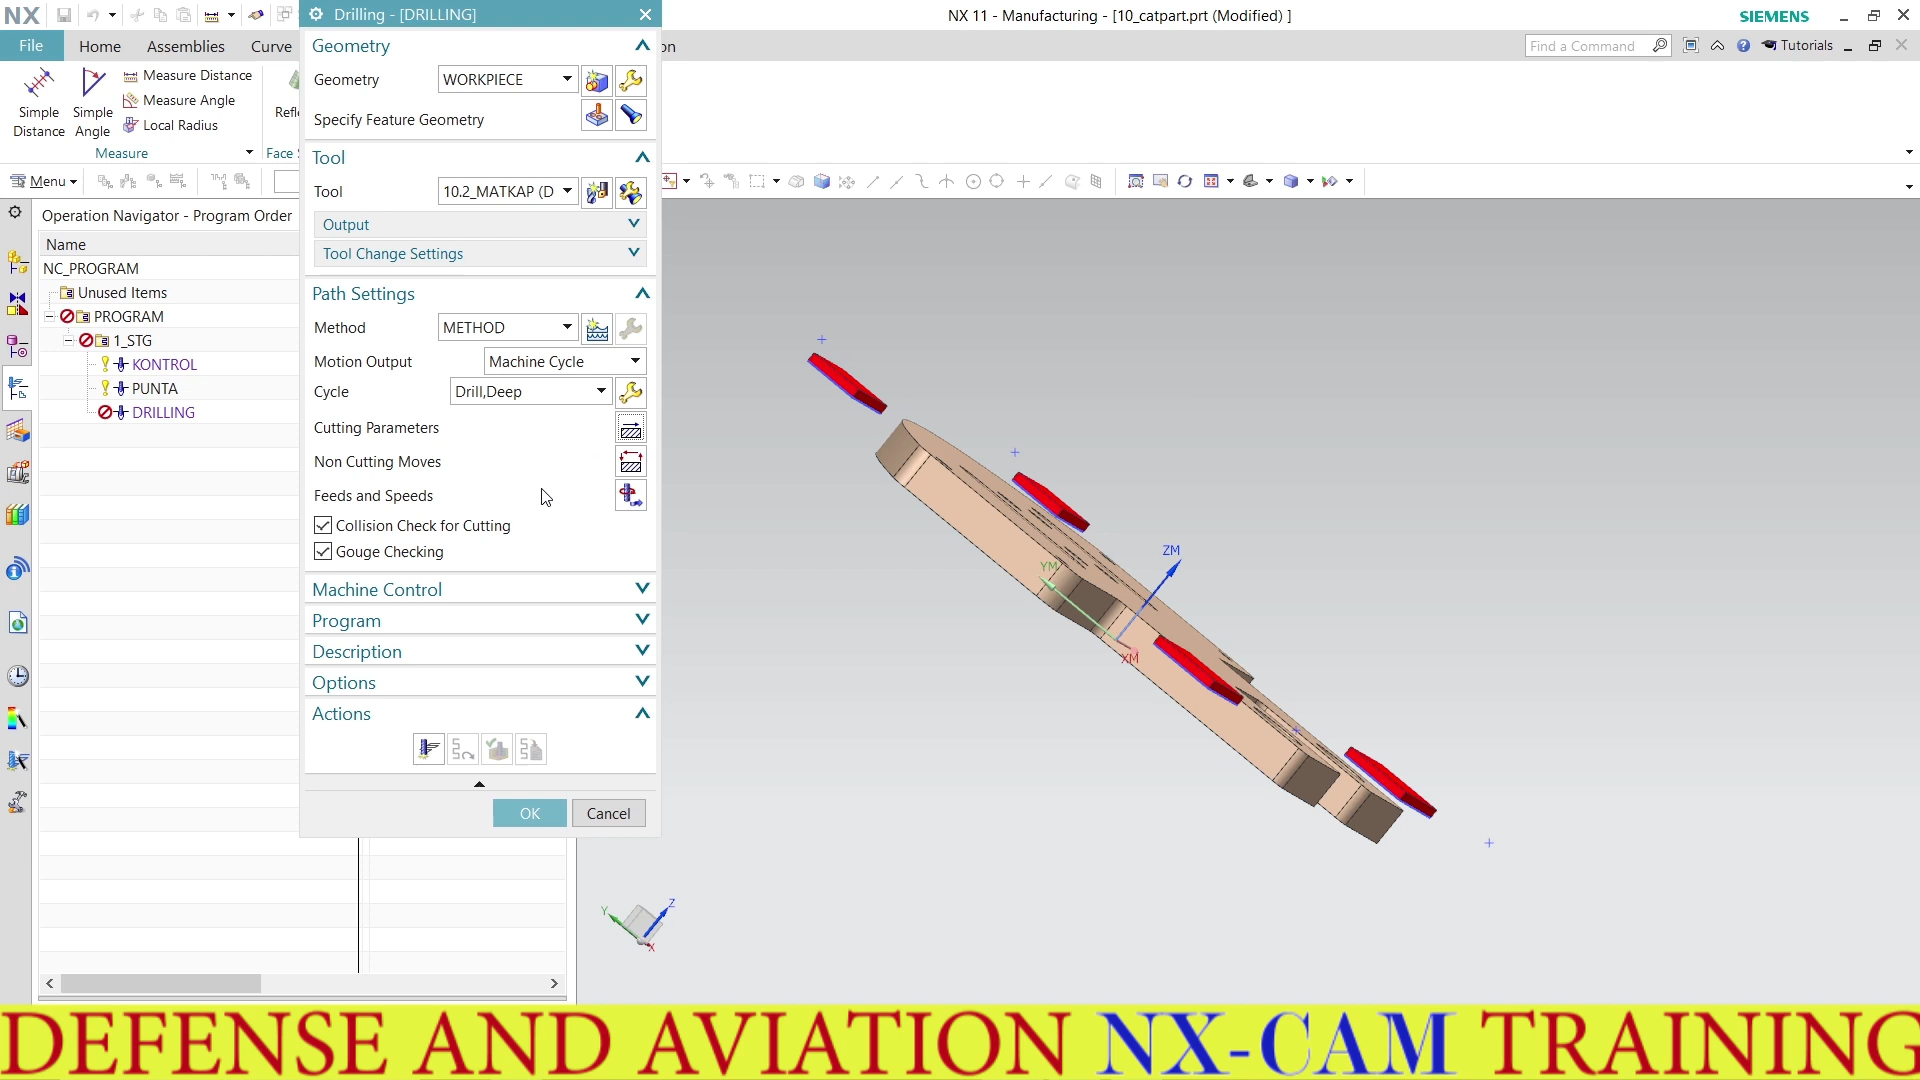 NX
Drilling - [DRILLING]
NX 11 - Manufacturing - [10_catpart.prt (Modified) ]
SIEMENS
File
Home
Assemblies
Curve
on
Find a Command
Tutorials
Simple
Distance
Simple
Angle
Measure Distance
Measure Angle
Local Radius
Measure
Refle
Face S
Menu
Operation Navigator - Program Order
Name
NC_PROGRAM
Unused Items
PROGRAM
1_STG
KONTROL
PUNTA
DRILLING
Geometry
Geometry
WORKPIECE
Specify Feature Geometry
Tool
Tool
10.2_MATKAP (D
Output
Tool Change Settings
Path Settings
Method
METHOD
Motion Output
Machine Cycle
Cycle
Drill,Deep
Cutting Parameters
Non Cutting Moves
Feeds and Speeds
Collision Check for Cutting
Gouge Checking
Machine Control
Program
Description
Options
Actions
OK
Cancel
ZM
YM
XM
Z
Y
X
DEFENSE AND AVIATION NX-CAM TRAINING